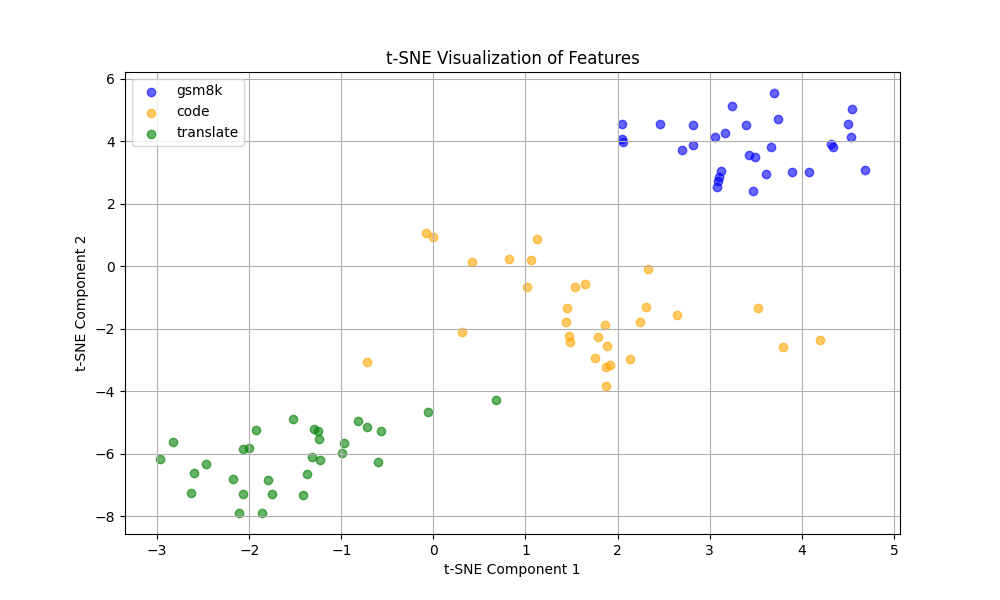 t-SNE Visualization of Features
gsm8k
code
translate
6
4
2
0
−2
−4
−6
−8
t-SNE Component 2
−3
−2
−1
0
1
2
3
4
5
t-SNE Component 1